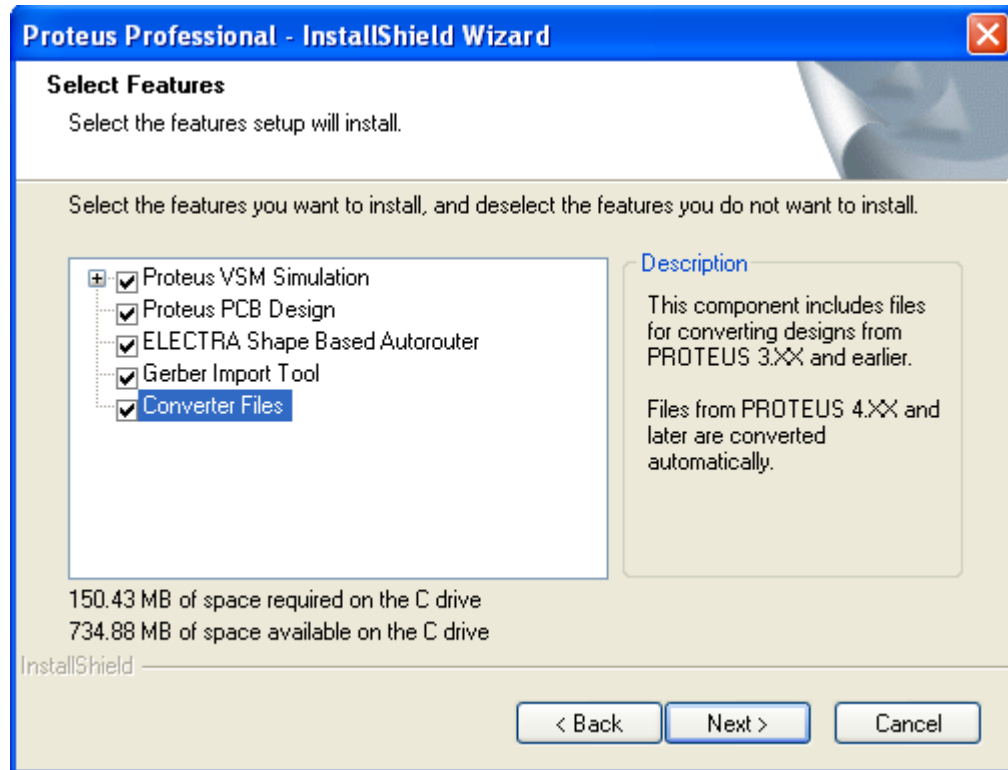 Proteus Professional - InstallShield Wizard
Select Features
Select the features setup will install.
Select the features you want to install, and deselect the features you do not want to install.
Proteus VSM Simulation
Proteus PCB Design
ELECTRA Shape Based Autorouter
Gerber Import Tool
Converter Files
Description
This component includes files
for converting designs from
PROTEUS 3.XX and earlier.
Files from PROTEUS 4.XX and
later are converted
automatically.
150.43 MB of space required on the C drive
734.88 MB of space available on the C drive
InstallShield
< Back
Next >
Cancel